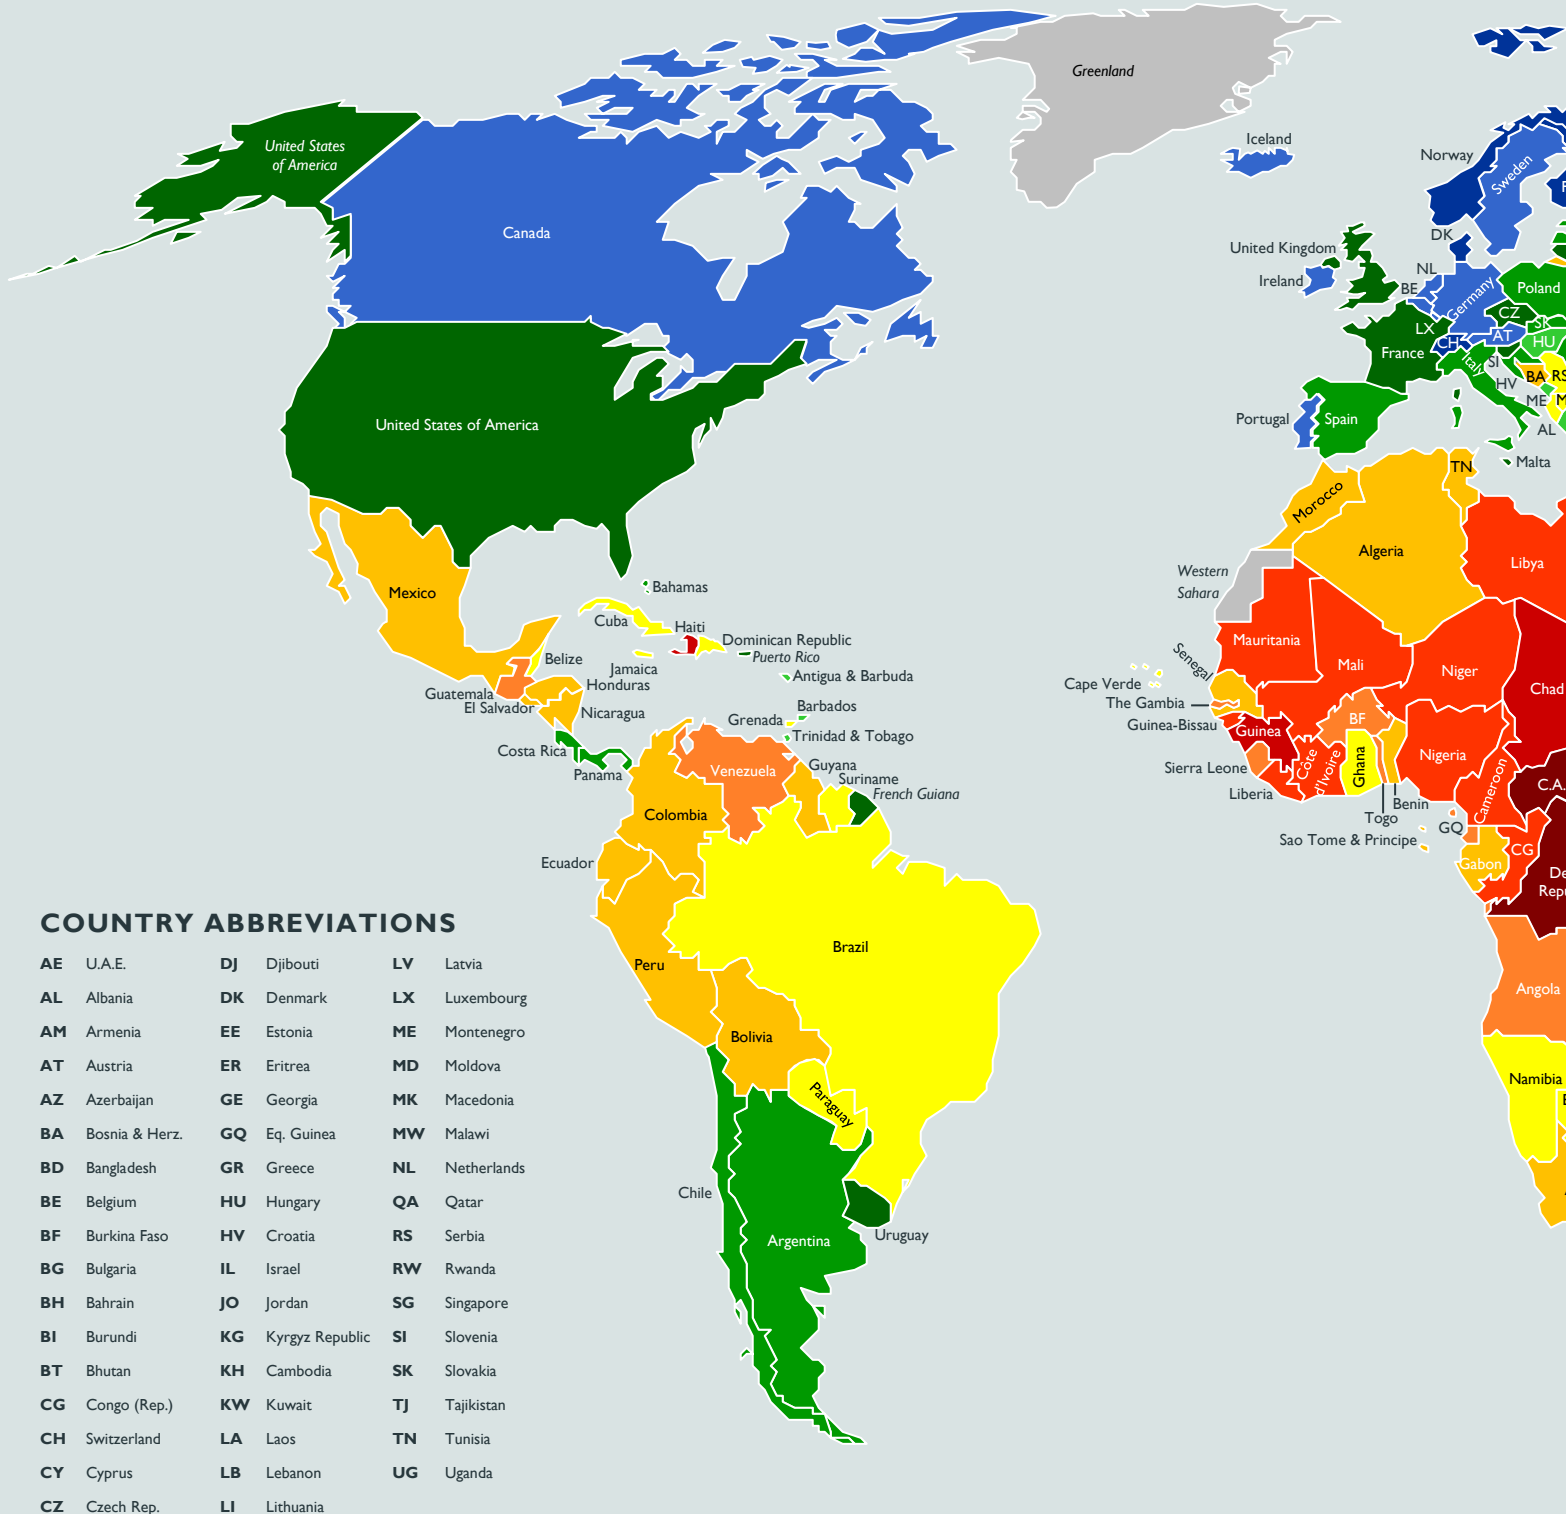 Greenland
Iceland
United States
of America
Norway
Sweden
F
Canada
DK
United Kingdom
Ireland
NL
BE
Germany
Poland
CZ
LX
SK
CH
AT
HU
France
Italy
SI
HV
BA
RS
ME
M
AL
United States of America
Portugal
Spain
Malta
TN
Morocco
Algeria
Libya
Mexico
Bahamas
Western
Sahara
Cuba
Haiti
Dominican Republic
Puerto Rico
Jamaica
Belize
Antigua & Barbuda
Guatemala
Honduras
El Salvador
Nicaragua
Barbados
Grenada
Trinidad & Tobago
Costa Rica
Panama
Venezuela
Guyana
Suriname
French Guiana
Colombia
Ecuador
Mauritania
Mali
Niger
Chad
Senegal
Cape Verde
The Gambia
Guinea-Bissau
Guinea
BF
Sierra Leone
Liberia
Côte
d'Ivoire
Ghana
Nigeria
Cameroon
C.A.
Benin
Togo
GQ
Sao Tome & Principe
Gabon
CG
De
Repu
Brazil
Peru
Angola
Bolivia
Namibia
Paraguay
Chile
Argentina
Uruguay
COUNTRY ABBREVIATIONS
AE U.A.E. DJ Djibouti LV Latvia
AL Albania DK Denmark LX Luxembourg
AM Armenia EE Estonia ME Montenegro
AT Austria ER Eritrea MD Moldova
AZ Azerbaijan GE Georgia MK Macedonia
BA Bosnia & Herz. GQ Eq. Guinea MW Malawi
BD Bangladesh GR Greece NL Netherlands
BE Belgium HU Hungary QA Qatar
BF Burkina Faso HV Croatia RS Serbia
BG Bulgaria IL Israel RW Rwanda
BH Bahrain JO Jordan SG Singapore
BI Burundi KG Kyrgyz Republic SI Slovenia
BT Bhutan KH Cambodia SK Slovakia
CG Congo (Rep.) KW Kuwait TJ Tajikistan
CH Switzerland LA Laos TN Tunisia
CY Cyprus LB Lebanon UG Uganda
CZ Czech Rep. LI Lithuania